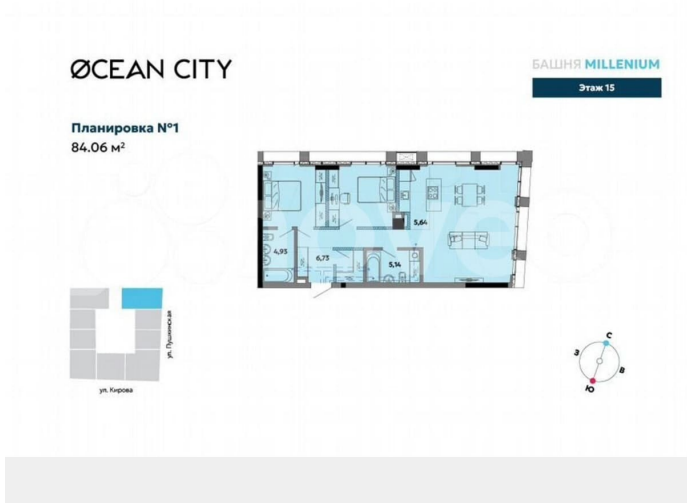 ØCEAN CITY
БАШНЯ MILLENIUM
Этаж 15
Планировка №1
84.06 м²
5,64
4,93
6,73
5,14
ул. Пушкинская
ул. Кирова
С
З
В
Ю